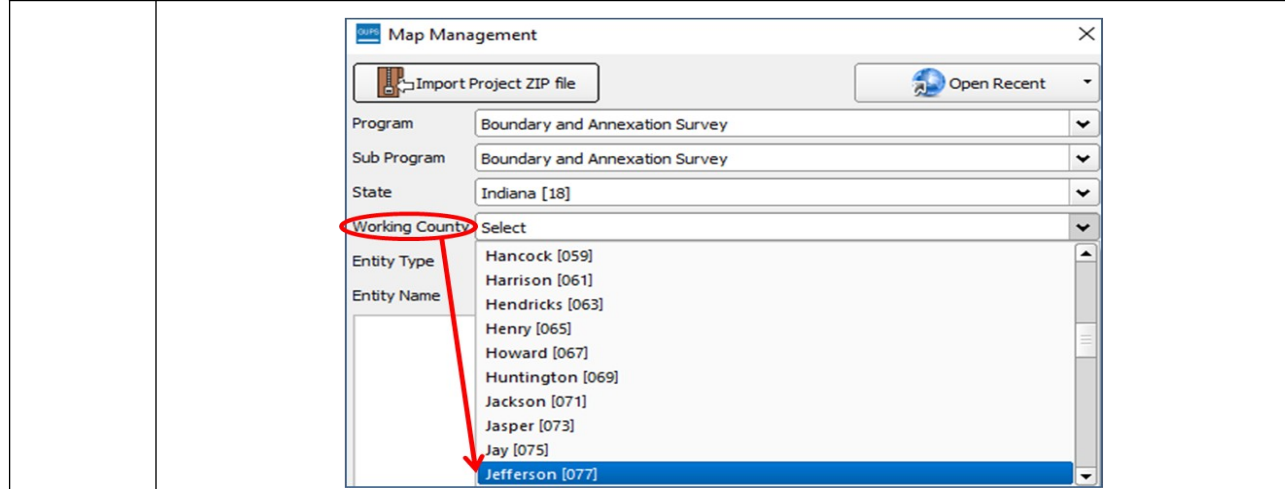 GUPS Map Management
Import Project ZIP file Open Recent
Program Boundary and Annexation Survey
Sub Program Boundary and Annexation Survey
State Indiana [18]
Working County Select
Hancock [059]
Entity Type
Harrison [061]
Entity Name
Hendricks [063]
Henry [065]
Howard [067]
Huntington [069]
Jackson [071]
Jasper [073]
Jay [075]
Jefferson [077]